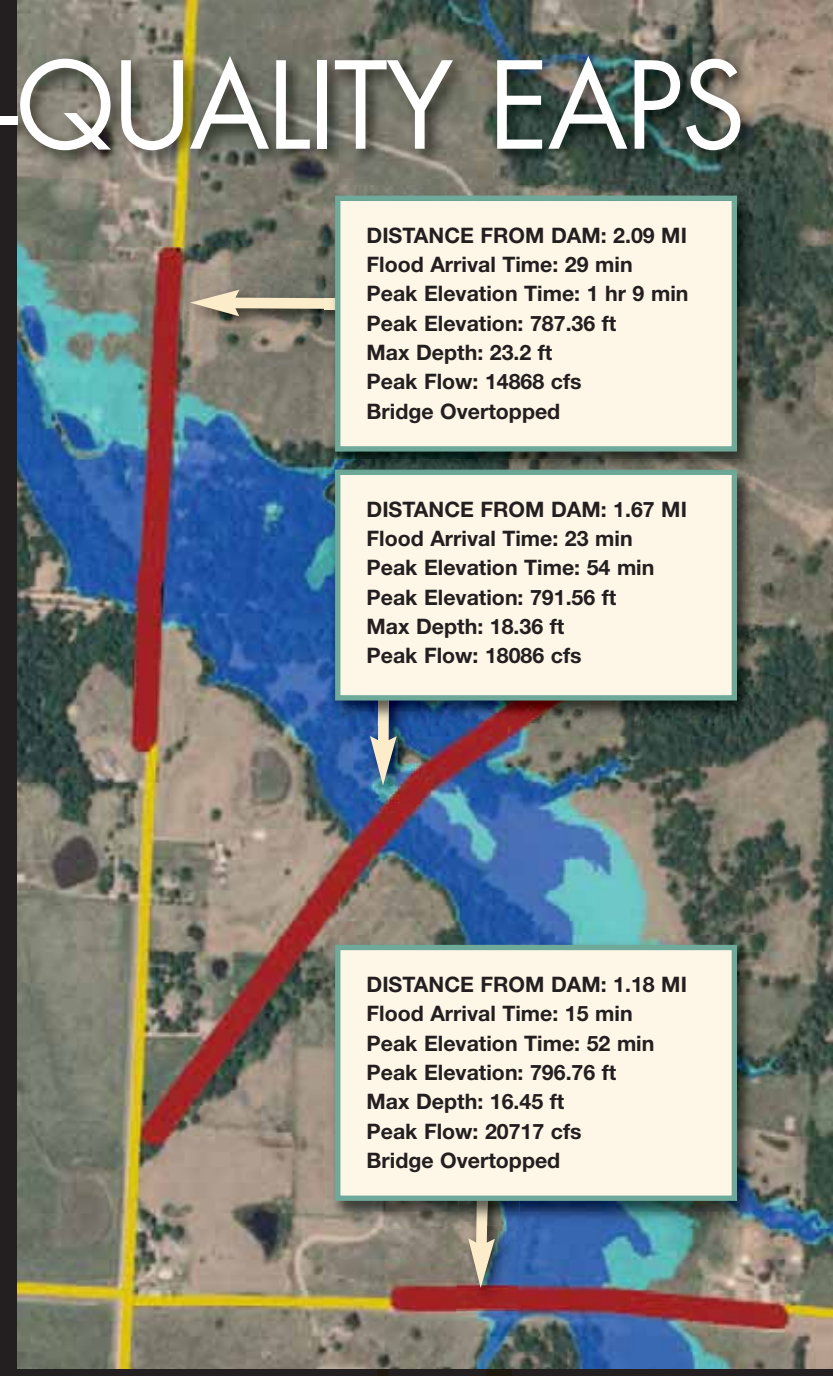 QUALITY EAPS
DISTANCE FROM DAM: 2.09 MI
Flood Arrival Time: 29 min
Peak Elevation Time: 1 hr 9 min
Peak Elevation: 787.36 ft
Max Depth: 23.2 ft
Peak Flow: 14868 cfs
Bridge Overtopped
DISTANCE FROM DAM: 1.67 MI
Flood Arrival Time: 23 min
Peak Elevation Time: 54 min
Peak Elevation: 791.56 ft
Max Depth: 18.36 ft
Peak Flow: 18086 cfs
DISTANCE FROM DAM: 1.18 MI
Flood Arrival Time: 15 min
Peak Elevation Time: 52 min
Peak Elevation: 796.76 ft
Max Depth: 16.45 ft
Peak Flow: 20717 cfs
Bridge Overtopped